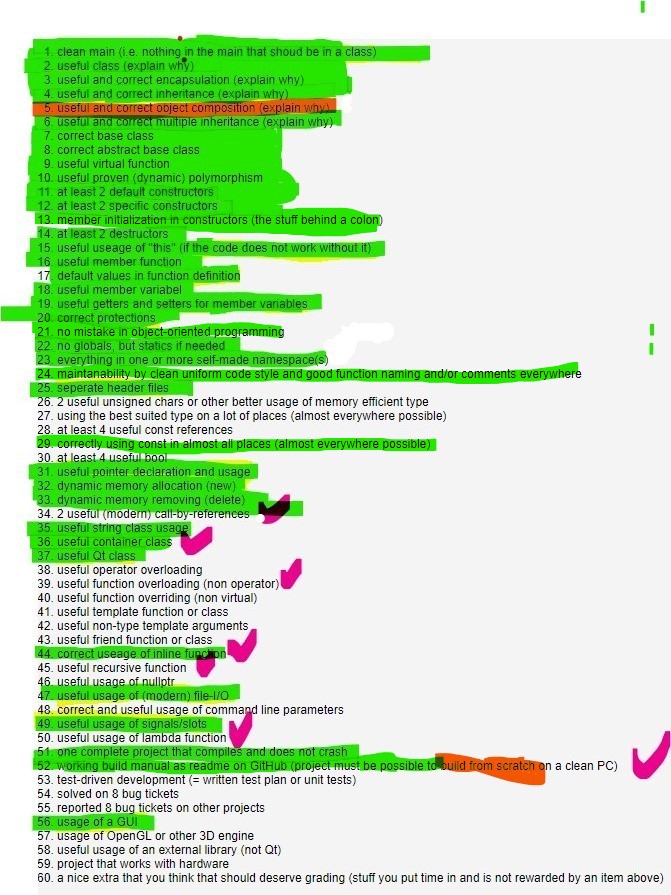 1. clean main (i.e. nothing in the main that shoud be in a class)
2. useful class (explain why)
3. useful and correct encapsulation (explain why)
4. useful and correct inheritance (explain why)
5. useful and correct object composition (explain why)
6. useful and correct multiple inheritance (explain why)
7. correct base class
8. correct abstract base class
9. useful virtual function
10. useful proven (dynamic) polymorphism
11. at least 2 default constructors
12. at least 2 specific constructors
13. member initialization in constructors (the stuff behind a colon)
14. at least 2 destructors
15. useful useage of "this" (if the code does not work without it)
16. useful member function
17. default values in function definition
18. useful member variabel
19. useful getters and setters for member variables
20. correct protections
21. no mistake in object-oriented programming
22. no globals, but statics if needed
23. everything in one or more self-made namespace(s)
24. maintanability by clean uniform code style and good function naming and/or comments everywhere
25. seperate header files
26. 2 useful unsigned chars or other better usage of memory efficient type
27. using the best suited type on a lot of places (almost everywhere possible)
28. at least 4 useful const references
29. correctly using const in almost all places (almost everywhere possible)
30. at least 4 useful bool
31. useful pointer declaration and usage
32. dynamic memory allocation (new)
33. dynamic memory removing (delete)
34. 2 useful (modern) call-by-references
35. useful string class usage
36. useful container class
37. useful Qt class
38. useful operator overloading
39. useful function overloading (non operator)
40. useful function overriding (non virtual)
41. useful template function or class
42. useful non-type template arguments
43. useful friend function or class
44. correct useage of inline function
45. useful recursive function
46. useful usage of nullptr
47. useful usage of (modern) file-I/O
48. correct and useful usage of command line parameters
49. useful usage of signals/slots
50. useful usage of lambda function
51. one complete project that compiles and does not crash
52. working build manual as readme on GitHub (project must be possible to build from scratch on a clean PC)
53. test-driven development (= written test plan or unit tests)
54. solved on 8 bug tickets
55. reported 8 bug tickets on other projects
56. usage of a GUI
57. usage of OpenGL or other 3D engine
58. useful usage of an external library (not Qt)
59. project that works with hardware
60. a nice extra that you think that should deserve grading (stuff you put time in and is not rewarded by an item above)